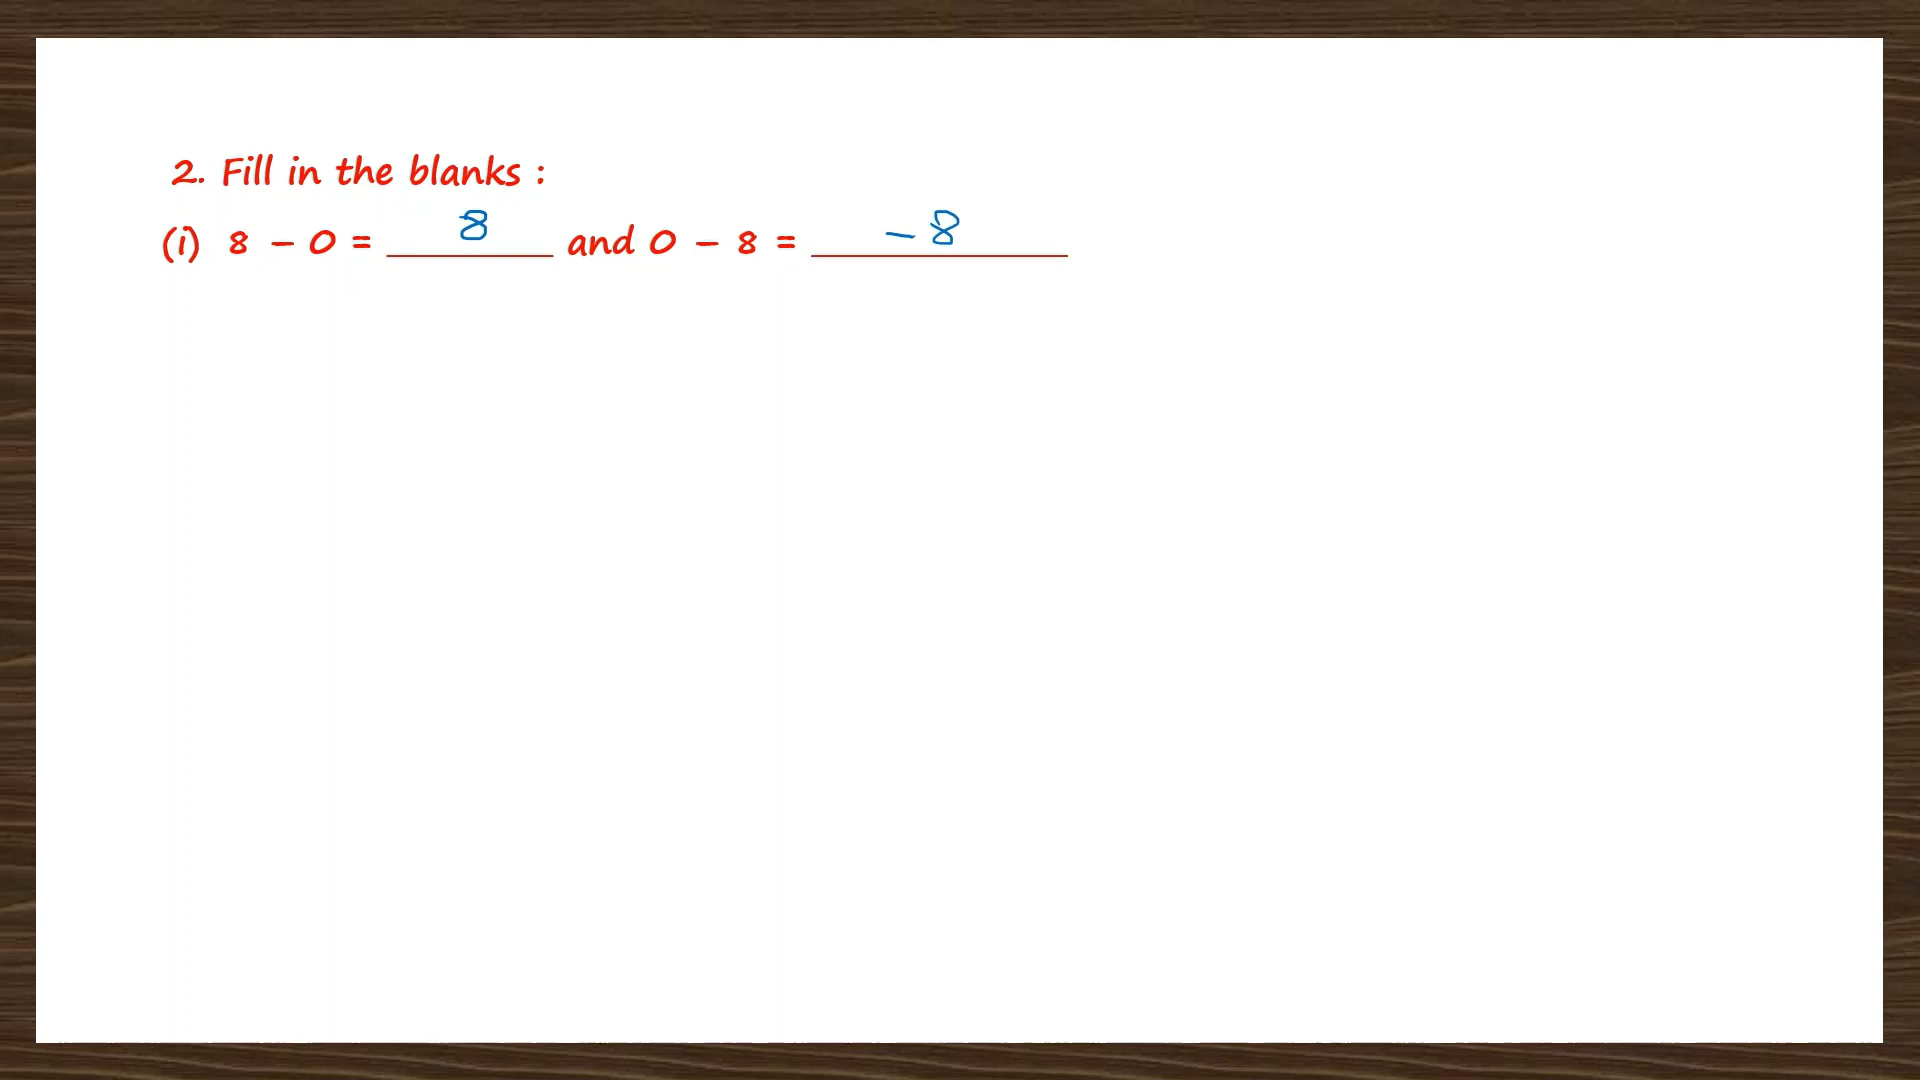 2. Fill in the blanks :
(i) 8 – 0 = 8 and 0 – 8 = – 8